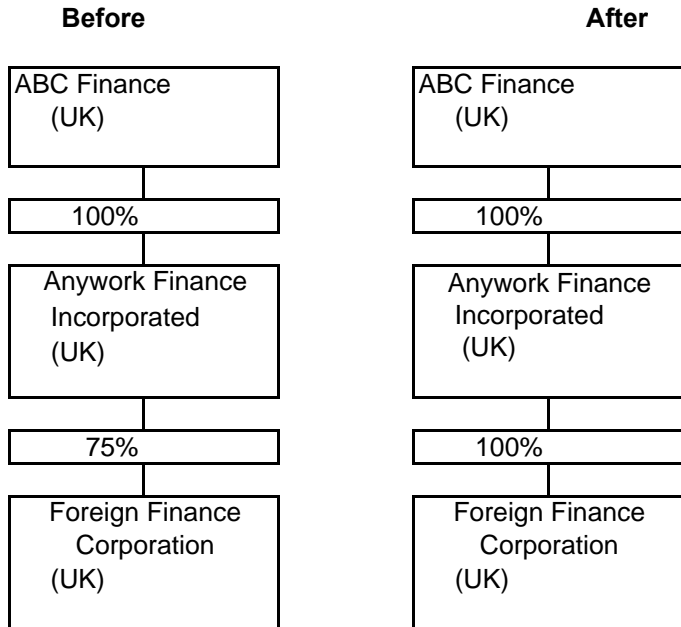 Before
ABC Finance
(UK)
100%
Anywork Finance
Incorporated
(UK)
75%
Foreign Finance
Corporation
(UK)
After
ABC Finance
(UK)
100%
Anywork Finance
Incorporated
(UK)
100%
Foreign Finance
Corporation
(UK)